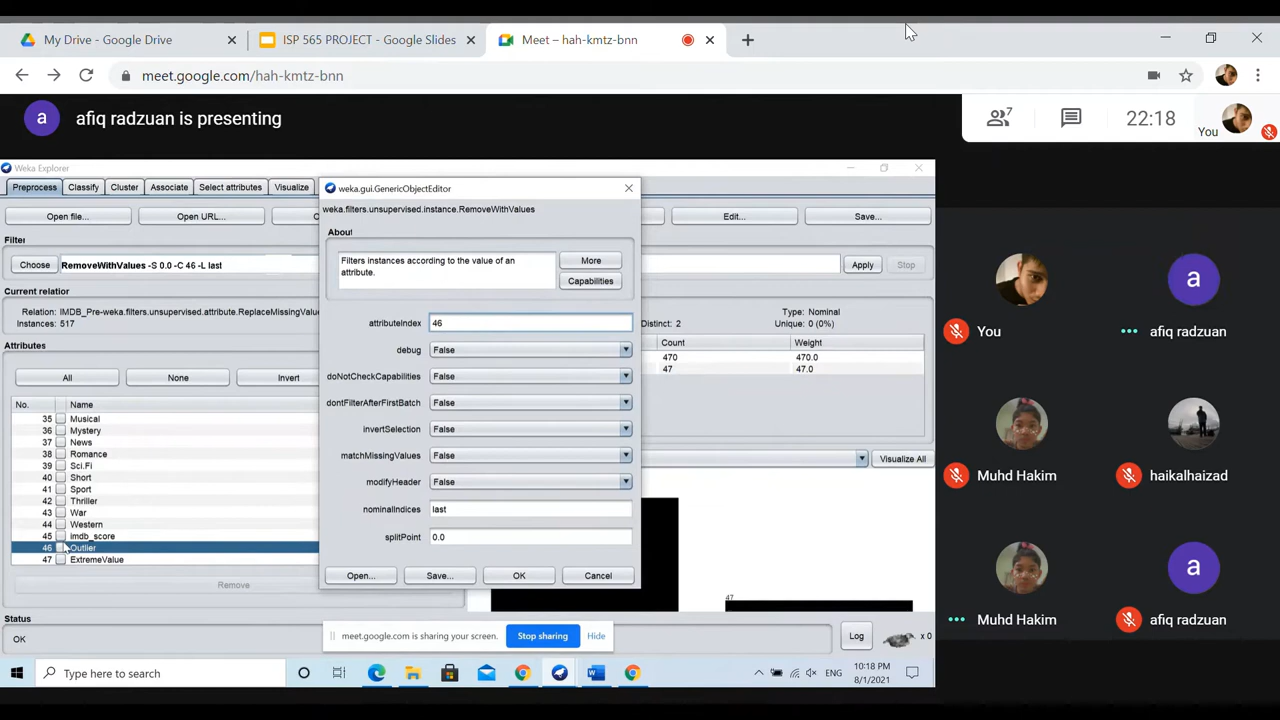 My Drive - Google Drive
ISP 565 PROJECT - Google Slides
Meet – hah-kmtz-bnn
meet.google.com/hah-kmtz-bnn
a
afiq radzuan is presenting
7
22:18
You
Weka Explorer
Preprocess
Classify
Cluster
Associate
Select attributes
Visualize
Open file...
Open URL...
O
Edit...
Save...
Filter
Choose
RemoveWithValues -S 0.0 -C 46 -L last
Apply
Stop
Current relation
Relation: IMDB_Pre-weka.filters.unsupervised.attribute.ReplaceMissingValu
Instances: 517
Attributes
All
None
Invert
No.
Name
35 Musical
36 Mystery
37 News
38 Romance
39 Sci.Fi
40 Short
41 Sport
42 Thriller
43 War
44 Western
45 imdb_score
46 Outlier
47 ExtremeValue
Remove
Status
OK
weka.gui.GenericObjectEditor
weka.filters.unsupervised.instance.RemoveWithValues
About
Filters instances according to the value of an
attribute.
More
Capabilities
attributeIndex 46
debug False
doNotCheckCapabilities False
dontFilterAfterFirstBatch False
invertSelection False
matchMissingValues False
modifyHeader False
nominalIndices last
splitPoint 0.0
Open...
Save...
OK
Cancel
Distinct: 2
Type: Nominal
Unique: 0 (0%)
Count
Weight
470 470.0
47 47.0
Visualize All
47
Log
x 0
meet.google.com is sharing your screen.
Stop sharing
Hide
Type here to search
ENG
10:18 PM
8/1/2021
You
a
afiq radzuan
Muhd Hakim
haikalhaizad
Muhd Hakim
a
afiq radzuan